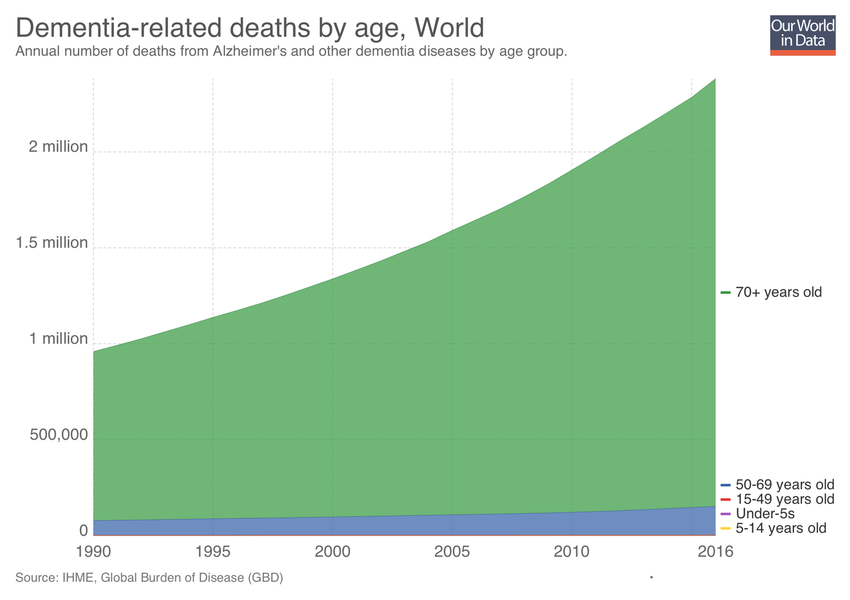 Dementia-related deaths by age, World
Annual number of deaths from Alzheimer's and other dementia diseases by age group.
Our World
in Data
2 million
1.5 million
1 million
500,000
0
1990
1995
2000
2005
2010
2016
70+ years old
50-69 years old
15-49 years old
Under-5s
5-14 years old
Source: IHME, Global Burden of Disease (GBD)